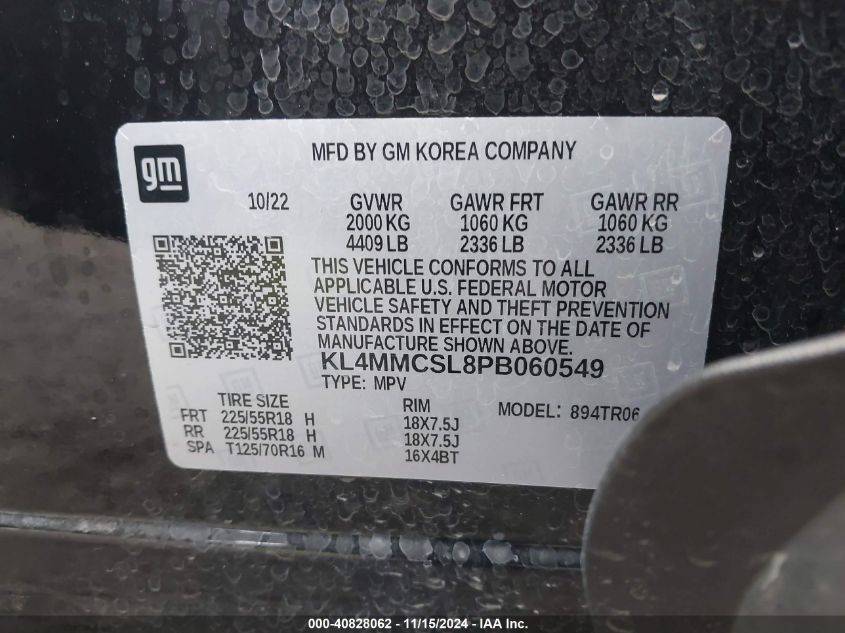 MFD BY GM KOREA COMPANY
gm
10/22 GVWR GAWR FRT GAWR RR
2000 KG 1060 KG 1060 KG
4409 LB 2336 LB 2336 LB
THIS VEHICLE CONFORMS TO ALL
APPLICABLE U.S. FEDERAL MOTOR
VEHICLE SAFETY AND THEFT PREVENTION
STANDARDS IN EFFECT ON THE DATE OF
MANUFACTURE SHOWN ABOVE.
KL4MMCSL8PB060549
TYPE: MPV
TIRE SIZE RIM MODEL: 894TR06
FRT 225/55R18 H 18X7.5J
RR 225/55R18 H 18X7.5J
SPA T125/70R16 M 16X4BT
000-40828062 - 11/15/2024 - IAA Inc.